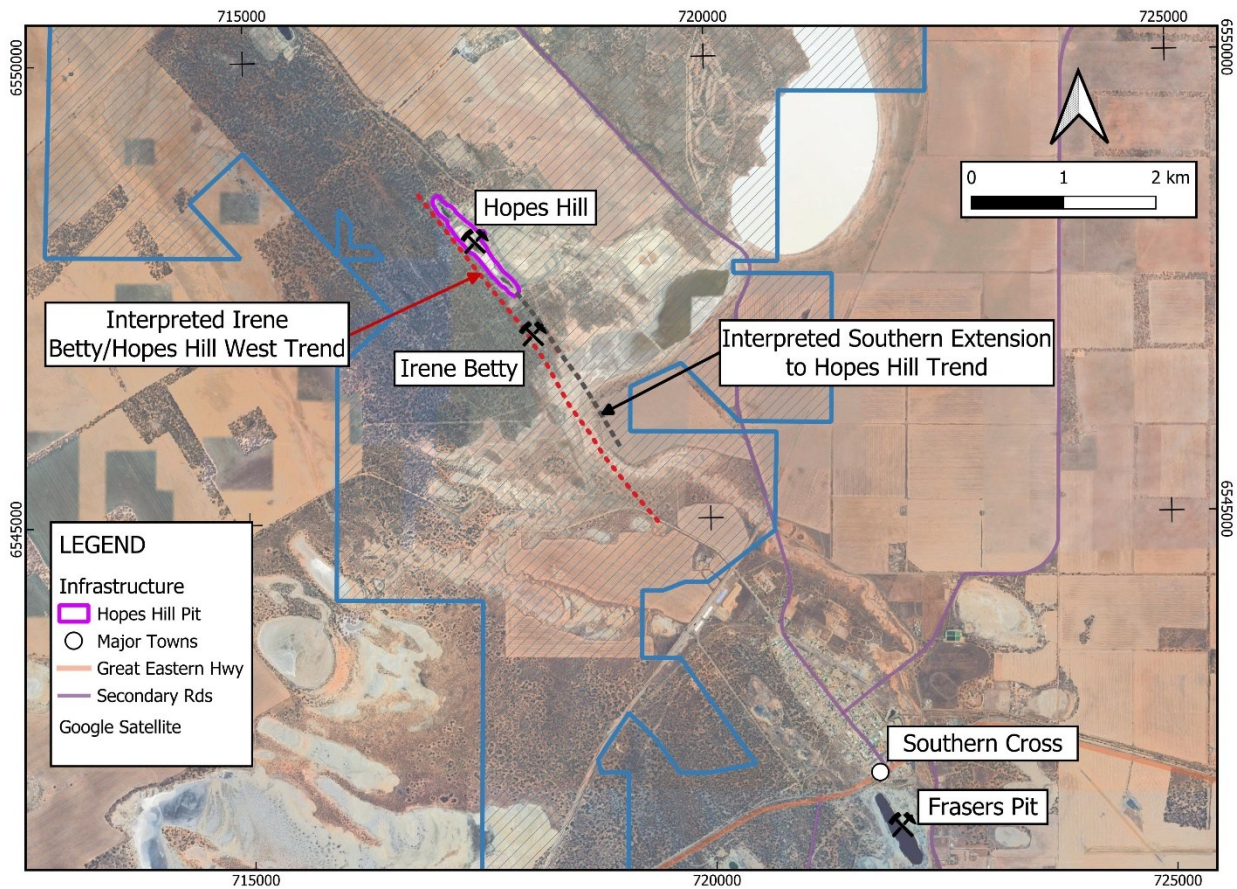 715000
720000
725000
6550000
6550000
0 1 2 km
Hopes Hill
Interpreted Irene
Betty/Hopes Hill West Trend
Irene Betty
Interpreted Southern Extension
to Hopes Hill Trend
6545000
6545000
LEGEND
Infrastructure
Hopes Hill Pit
Major Towns
Great Eastern Hwy
Secondary Rds
Google Satellite
Southern Cross
Frasers Pit
715000
720000
725000